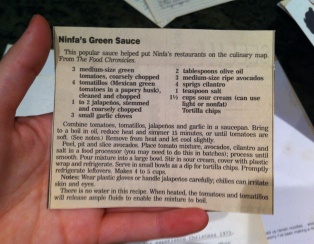 Ninfa's Green Sauce
This popular sauce helped put Ninfa's restaurants on the culinary map.
From The Food Chronicles.
3 medium-size green
tomatoes, coarsely chopped
4 tomatillos (Mexican green
tomatoes in a papery husk),
cleaned and chopped
1 to 2 jalapeños, stemmed
and coarsely chopped
3 small garlic cloves
2 tablespoons olive oil
3 medium-size ripe avocados
4 sprigs cilantro
1 teaspoon salt
1½ cups sour cream (can use
light or nonfat)
Tortilla chips
Combine tomatoes, tomatillos, jalapeños and garlic in a saucepan. Bring
to a boil in oil, reduce heat and simmer 15 minutes, or until tomatoes are
soft. (See notes.) Remove from heat and let cool slightly.
Peel, pit and slice avocados. Place tomato mixture, avocados, cilantro and
salt in a food processor (you may need to do this in batches); process until
smooth. Pour mixture into a large bowl. Stir in sour cream, cover with plastic
wrap and refrigerate. Serve in small bowls as a dip for tortilla chips. Promptly
refrigerate leftovers. Makes 4 to 5 cups.
Notes: Wear plastic gloves or handle jalapeños carefully; chilies can irritate
skin and eyes.
There is no water in this recipe. When heated, the tomatoes and tomatillos
will release ample fluids to enable the mixture to boil.